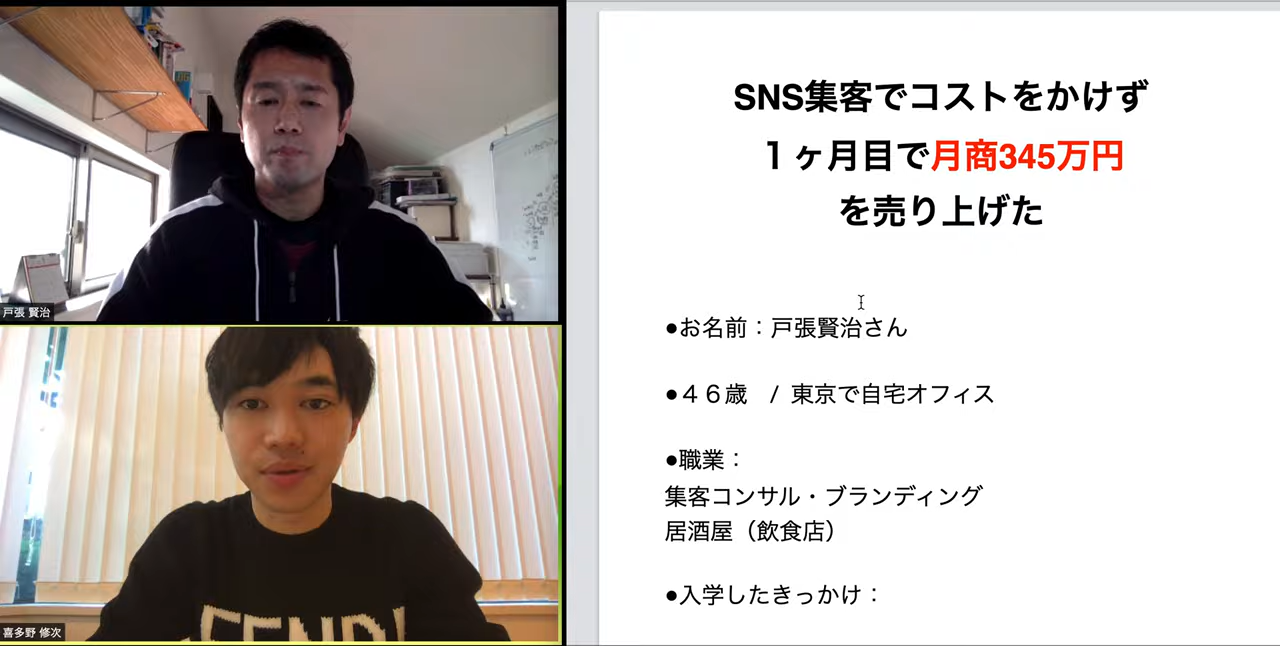 戸張 賢治
喜多野 修次
FENDI
SNS集客でコストをかけず
１ヶ月目で月商345万円
を売り上げた
●お名前：戸張賢治さん
●４６歳　/ 東京で自宅オフィス
●職業：
集客コンサル・ブランディング
居酒屋（飲食店）
●入学したきっかけ：